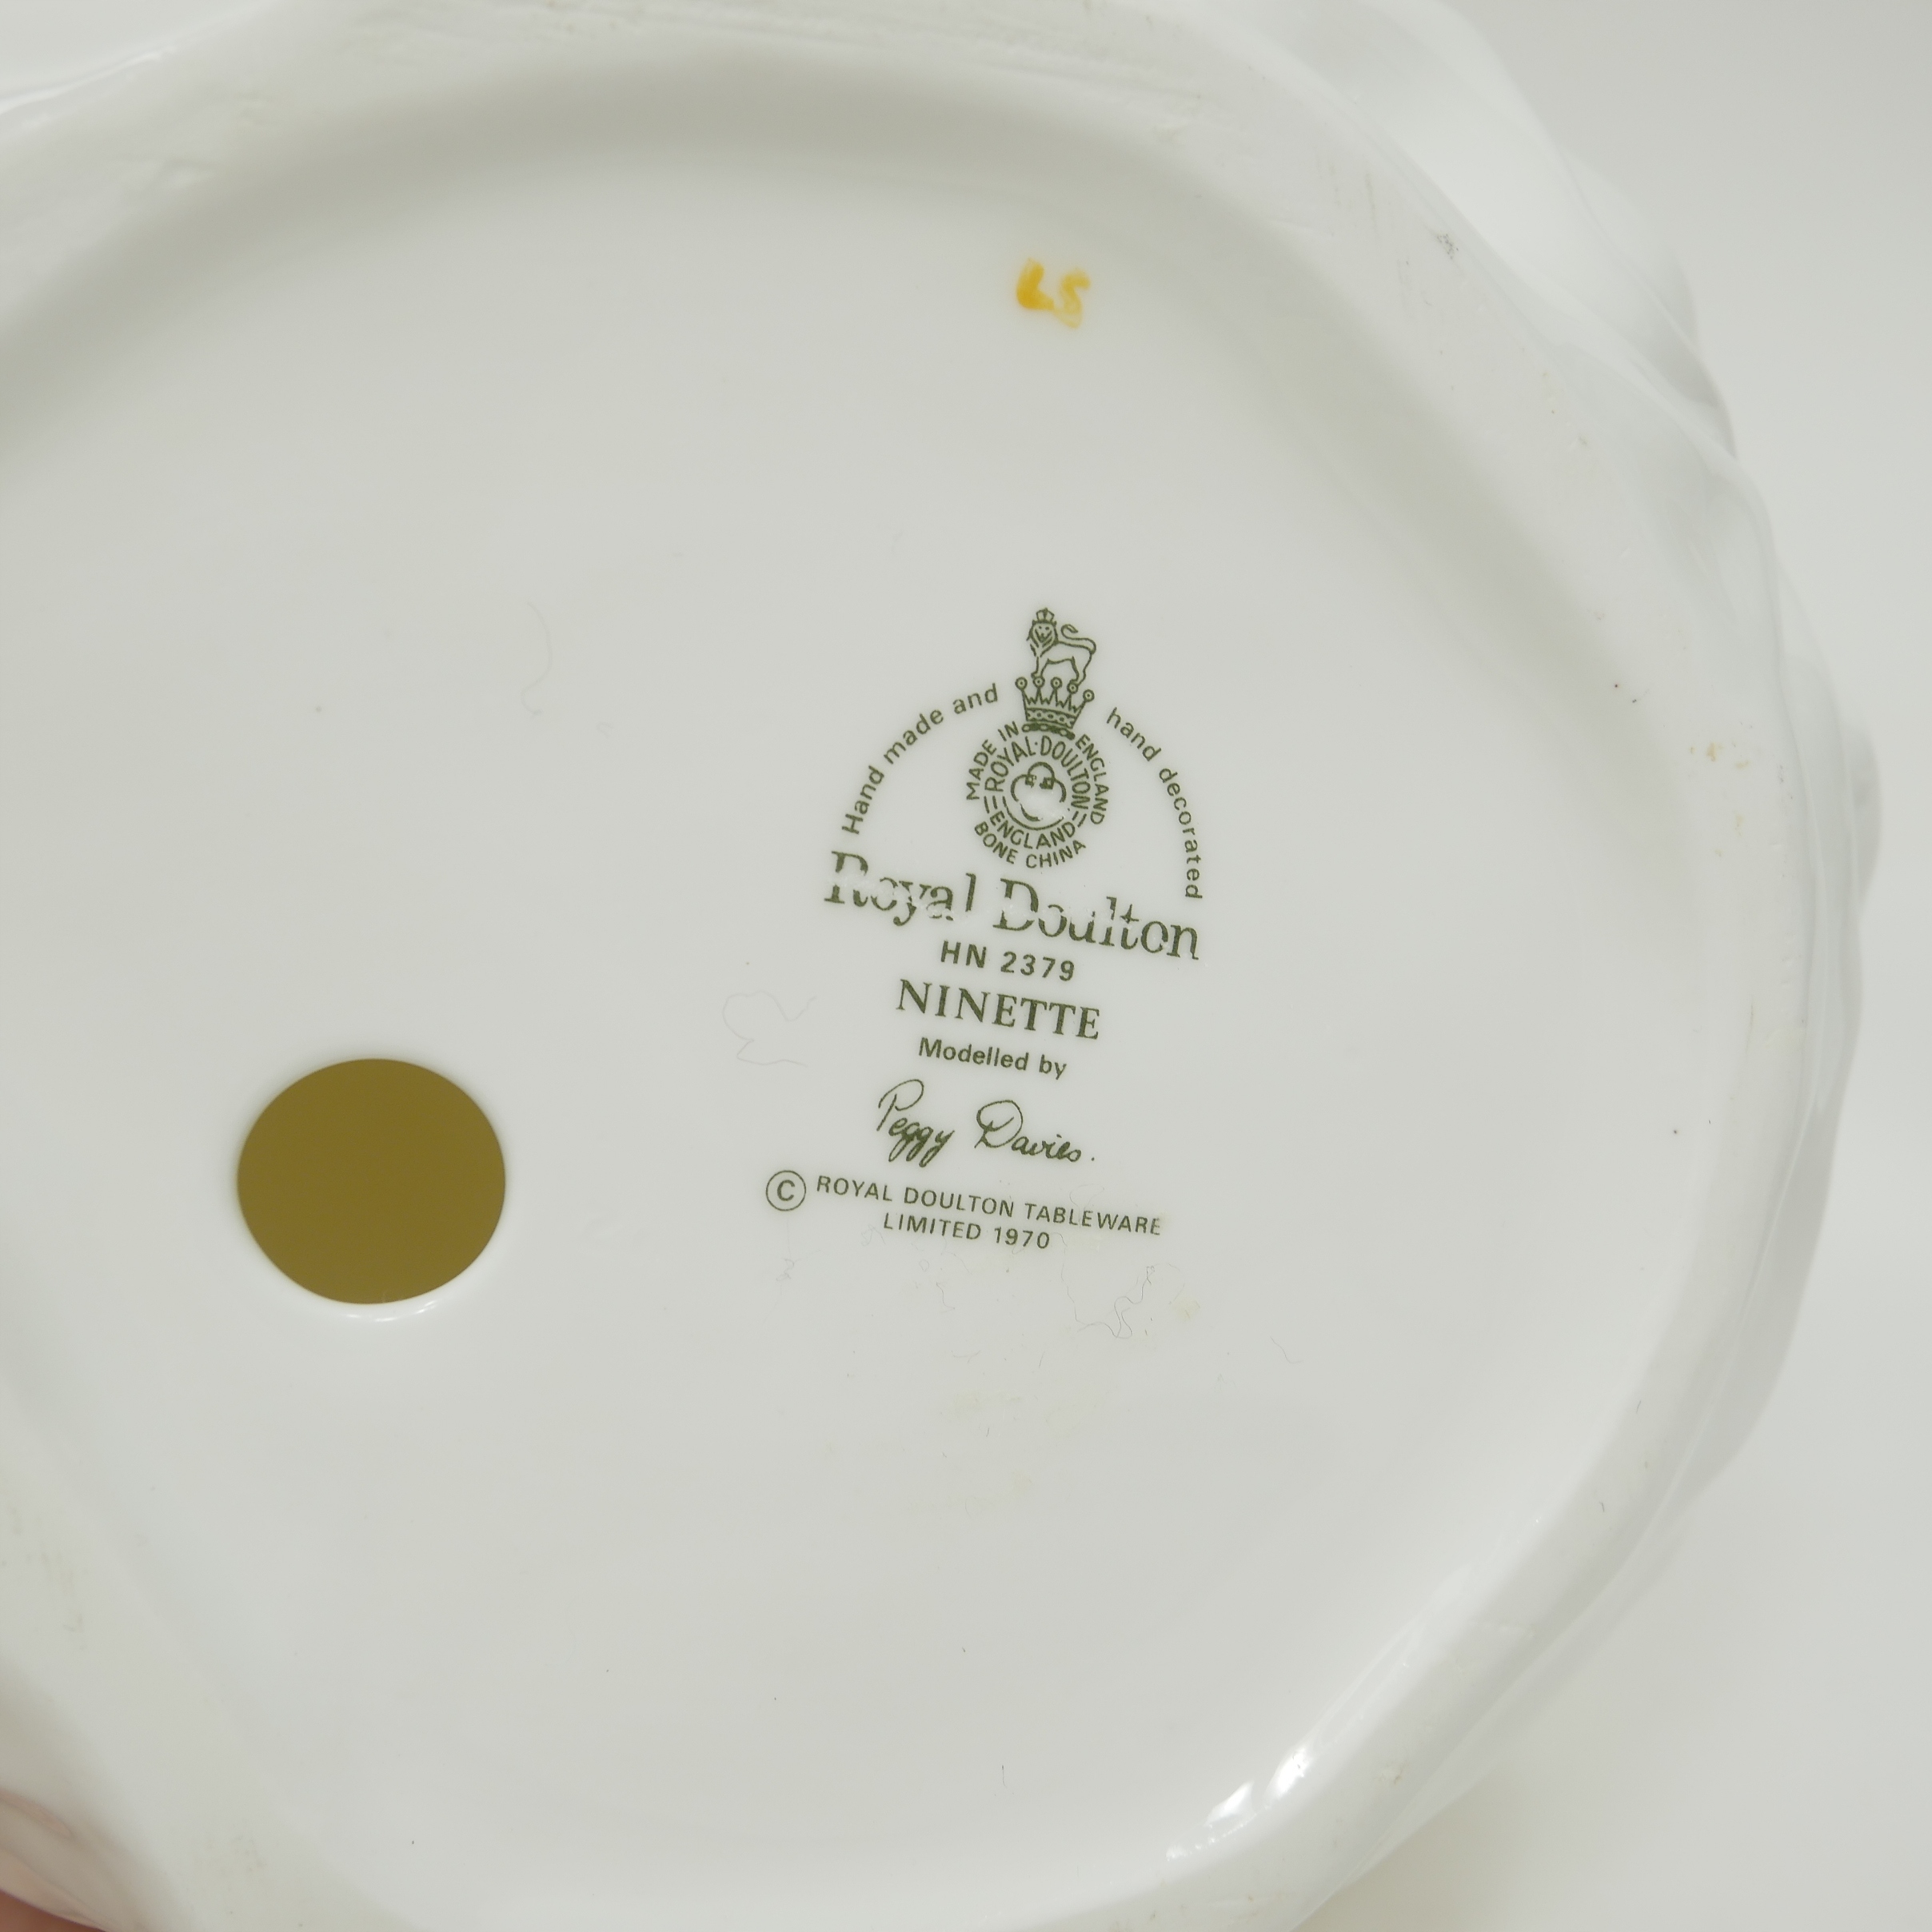 LS
Hand made and hand decorated
MADE IN ENGLAND
ROYAL·DOULTON
ENGLAND
BONE CHINA
Royal Doulton
HN 2379
NINETTE
Modelled by
Peggy Davies.
© ROYAL DOULTON TABLEWARE
LIMITED 1970